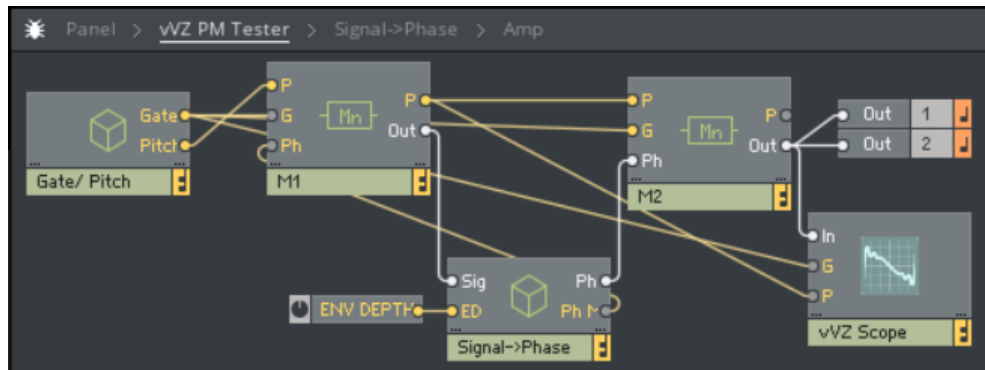 Panel > vVZ PM Tester > Signal->Phase > Amp
Gate
Pitch
Gate/ Pitch
P
G
Ph
Mn
P
Out
M1
P
G
Ph
Mn
P
Out
M2
Out 1
Out 2
In
G
P
vVZ Scope
ENV DEPTH
Sig
ED
Ph
Ph M
Signal->Phase